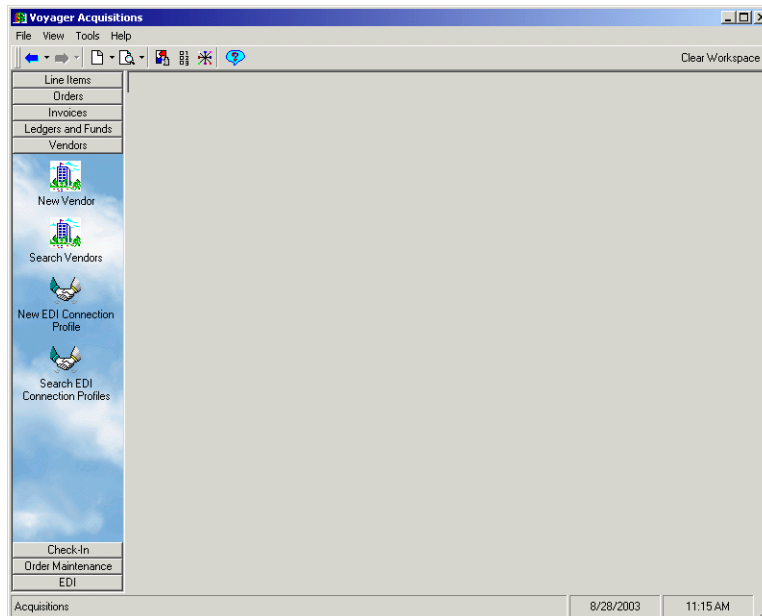 Voyager Acquisitions
File View Tools Help
Clear Workspace
Line Items
Orders
Invoices
Ledgers and Funds
Vendors
New Vendor
Search Vendors
New EDI Connection
Profile
Search EDI
Connection Profiles
Check-In
Order Maintenance
EDI
Acquisitions 8/28/2003 11:15 AM